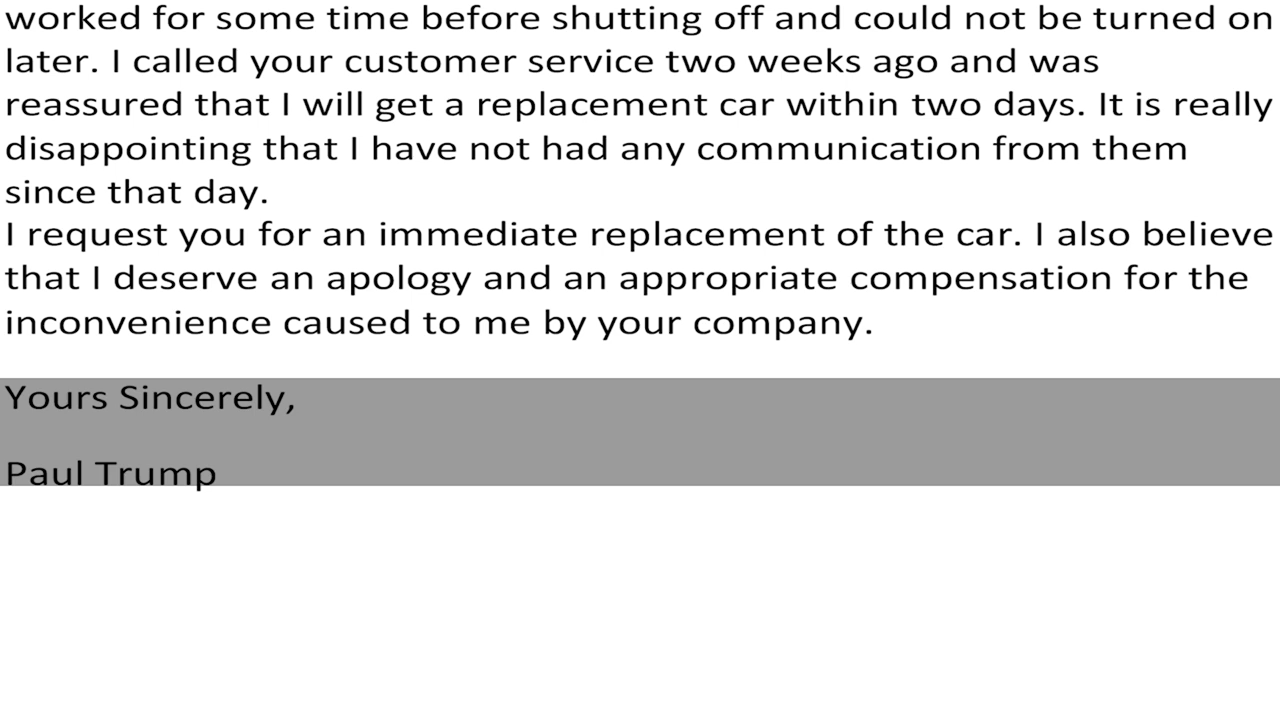 worked for some time before shutting off and could not be turned on
later. I called your customer service two weeks ago and was
reassured that I will get a replacement car within two days. It is really
disappointing that I have not had any communication from them
since that day.
I request you for an immediate replacement of the car. I also believe
that I deserve an apology and an appropriate compensation for the
inconvenience caused to me by your company.
Yours Sincerely,
Paul Trump